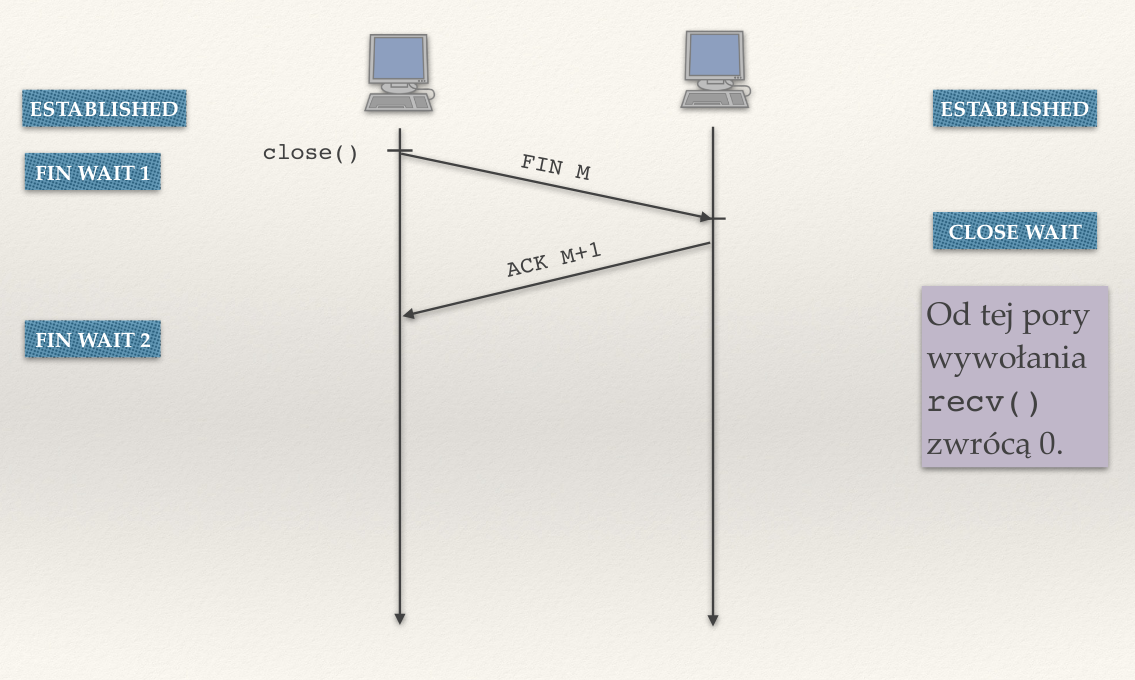 ESTABLISHED
ESTABLISHED
close()
FIN M
FIN WAIT 1
CLOSE WAIT
ACK M+1
FIN WAIT 2
Od tej pory
wywołania
recv()
zwrócą 0.